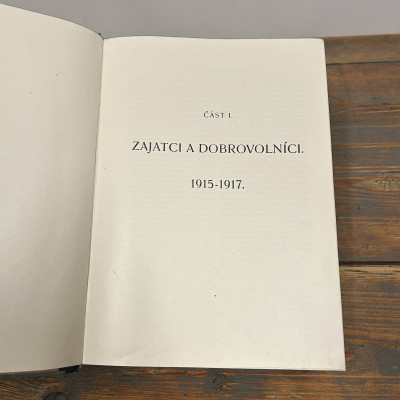 ČÁST I.
ZAJATCI A DOBROVOLNÍCI.
1915-1917.